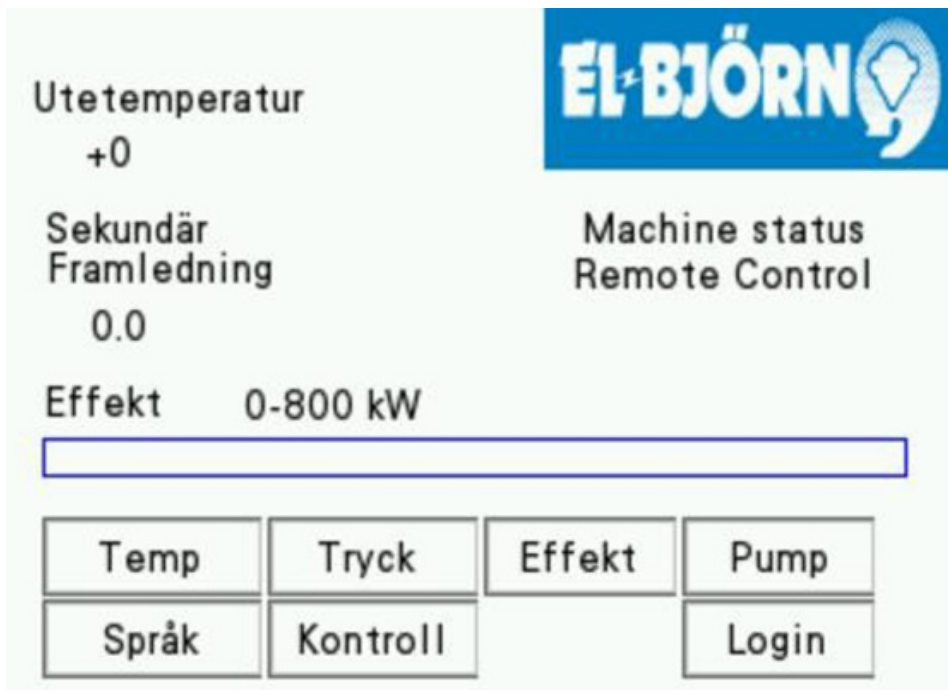 EL-BJÖRN
Utetemperatur
+0
Sekundär
Framledning
0.0
Machine status
Remote Control
Effekt 0-800 kW
Temp Tryck Effekt Pump
Språk Kontroll Login